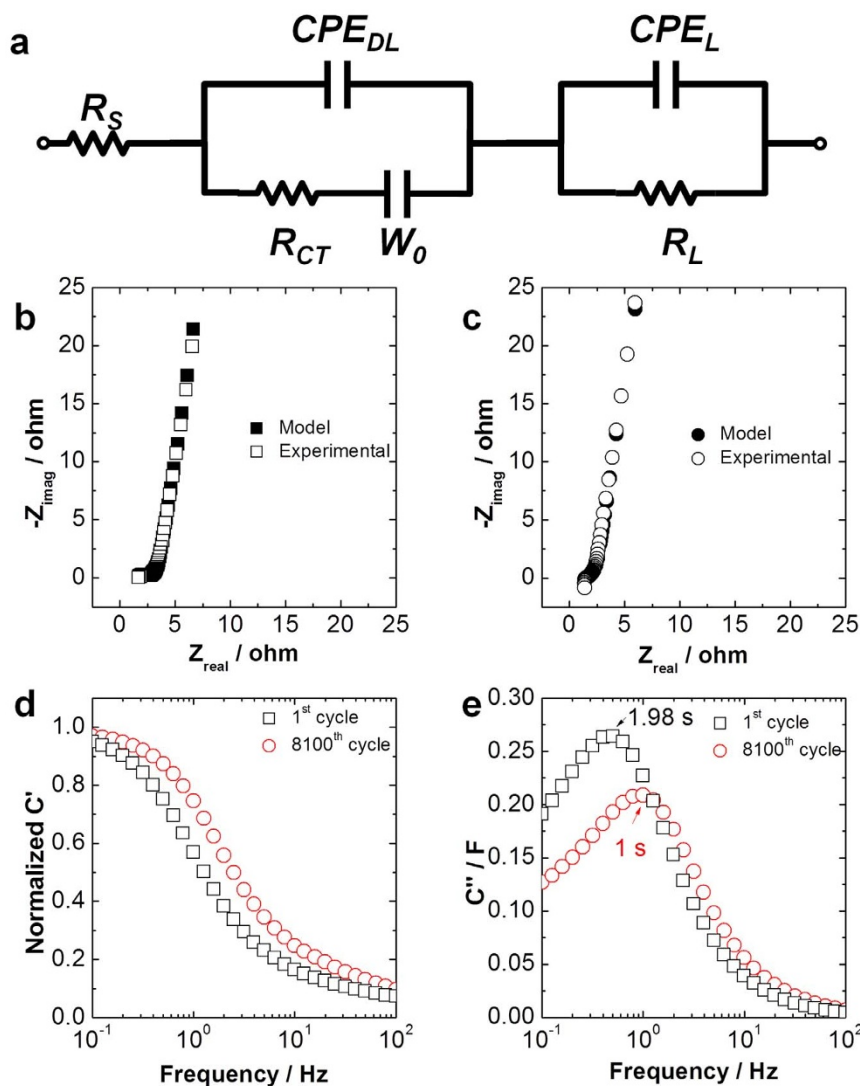 a
CPE_DL
CPE_L
R_S
R_CT
W_0
R_L
b
25
20
15
10
5
0
-Z_imag / ohm
Model
Experimental
0 5 10 15 20 25
Z_real / ohm
c
25
20
15
10
5
0
-Z_imag / ohm
Model
Experimental
0 5 10 15 20 25
Z_real / ohm
d
1.0
0.8
0.6
0.4
0.2
0.0
Normalized C'
1st cycle
8100th cycle
10^-1 10^0 10^1 10^2
Frequency / Hz
e
0.30
0.25
0.20
0.15
0.10
0.05
0.00
C'' / F
1.98 s
1 s
1st cycle
8100th cycle
10^-1 10^0 10^1 10^2
Frequency / Hz